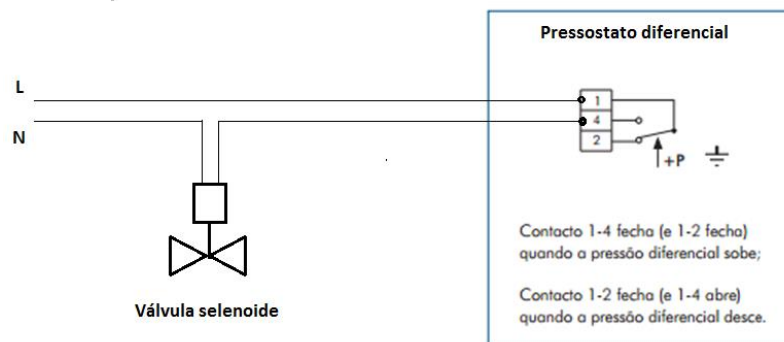 Pressostato diferencial
L
N
1
4
2
+P
Contacto 1-4 fecha (e 1-2 fecha)
quando a pressão diferencial sobe;
Contacto 1-2 fecha (e 1-4 abre)
quando a pressão diferencial desce.
Válvula selenoide